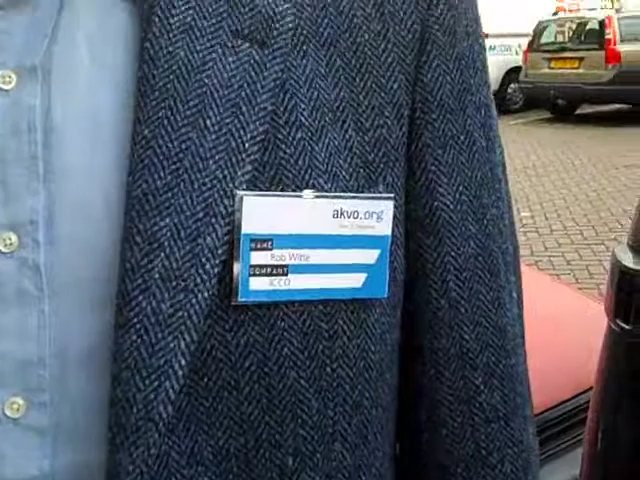 akvo.org
NAME
Rob Witte
COMPANY
ICCO